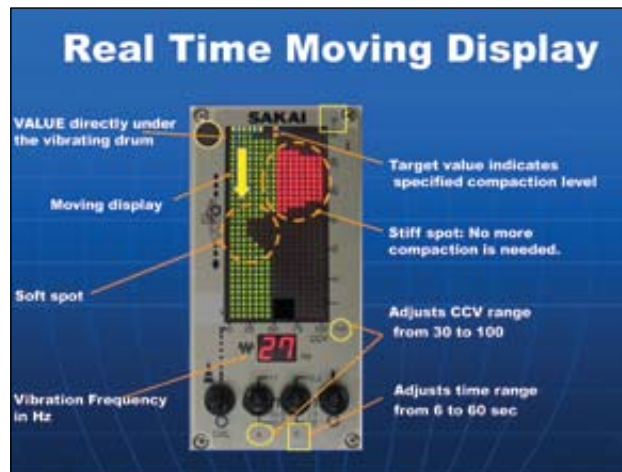 Real Time Moving Display
SAKAI
VALUE directly under
the vibrating drum
Target value indicates
specified compaction level
Moving display
Stiff spot: No more
compaction is needed.
Soft spot
Adjusts CCV range
from 30 to 100
CCV
27
Hz
Vibration Frequency
in Hz
Adjusts time range
from 6 to 60 sec